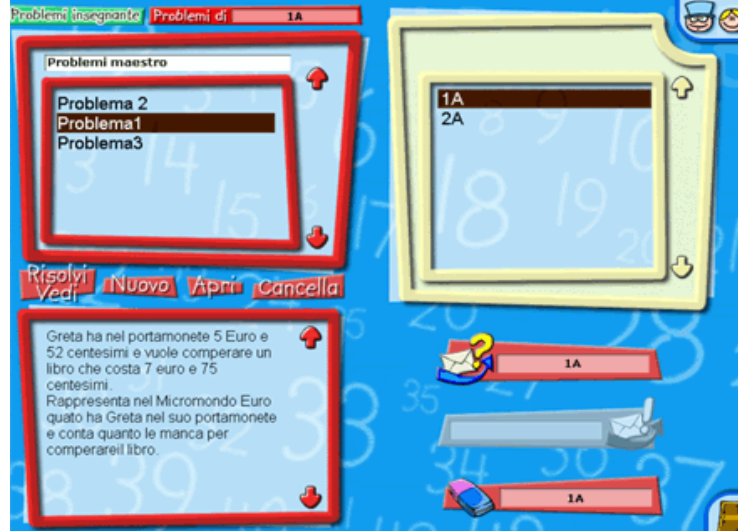 Problemi insegnante Problemi di 1A
Problemi maestro
Problema 2
Problema1
Problema3
1A
2A
Risolvi
Vedi
Nuovo
Apri
Cancella
Greta ha nel portamonete 5 Euro e
52 centesimi e vuole comperare un
libro che costa 7 euro e 75
centesimi.
Rappresenta nel Micromondo Euro
quato ha Greta nel suo portamonete
e conta quanto le manca per
comperareil libro.
1A
1A